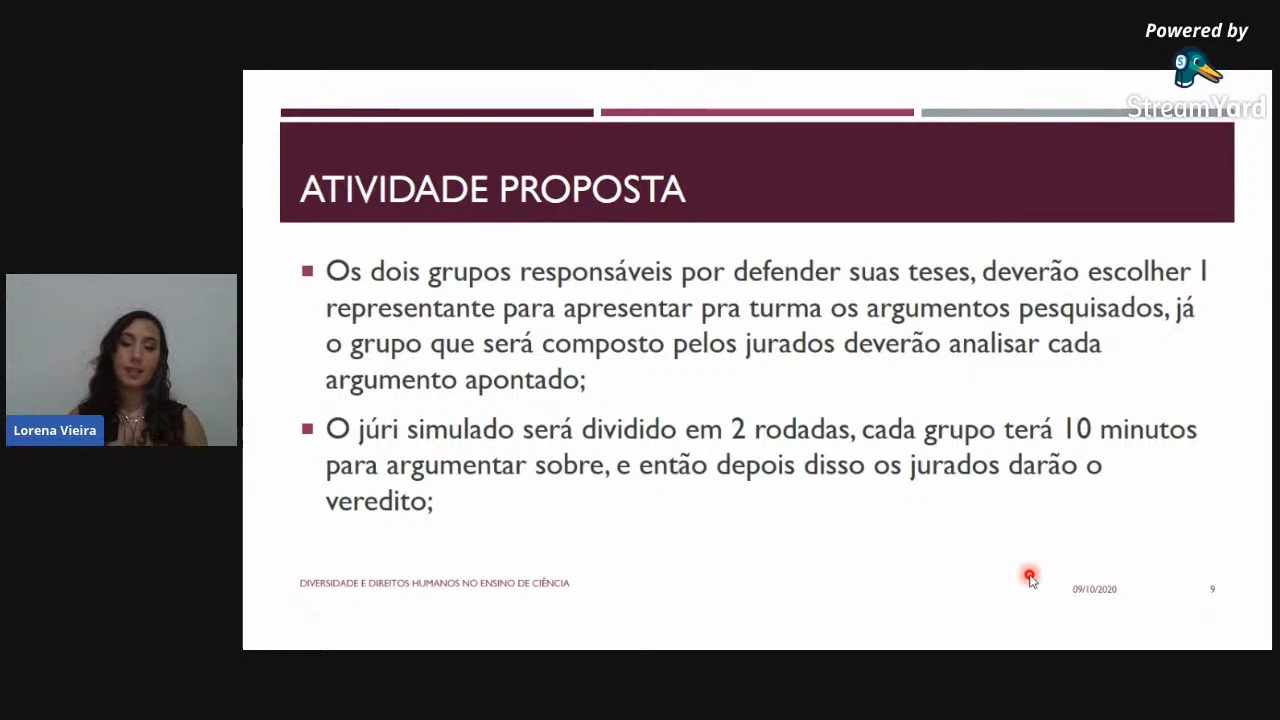 Powered by
StreamYard
ATIVIDADE PROPOSTA
Os dois grupos responsáveis por defender suas teses, deverão escolher 1
representante para apresentar pra turma os argumentos pesquisados, já
o grupo que será composto pelos jurados deverão analisar cada
argumento apontado;
O júri simulado será dividido em 2 rodadas, cada grupo terá 10 minutos
para argumentar sobre, e então depois disso os jurados darão o
veredito;
Lorena Vieira
DIVERSIDADE E DIREITOS HUMANOS NO ENSINO DE CIÊNCIA
09/10/2020
9